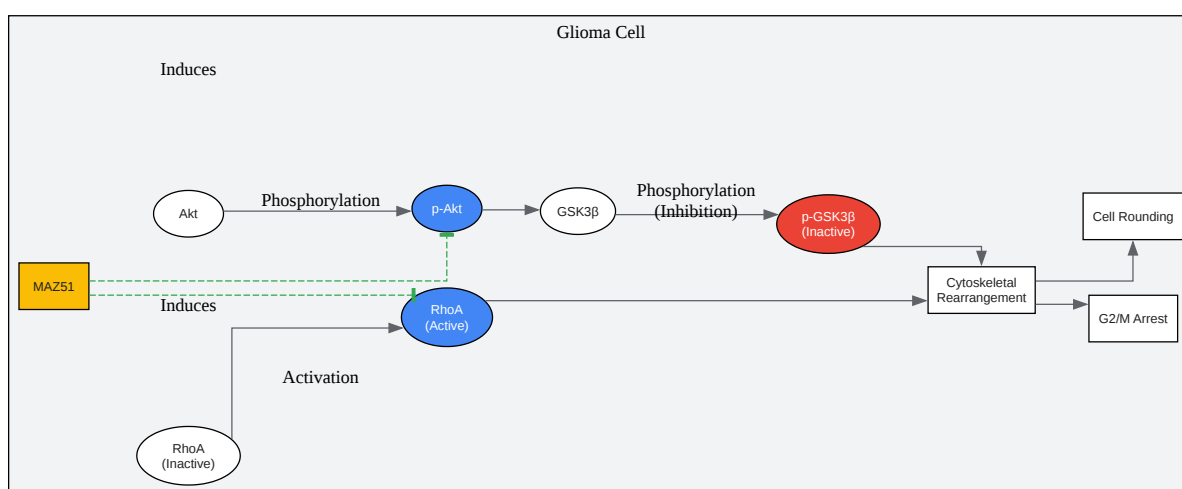 Glioma Cell
Induces
Phosphorylation
Akt
p-Akt
GSK3β
Phosphorylation
(Inhibition)
p-GSK3β
(Inactive)
Cell Rounding
MAZ51
Induces
RhoA
(Active)
Cytoskeletal
Rearrangement
G2/M Arrest
Activation
RhoA
(Inactive)